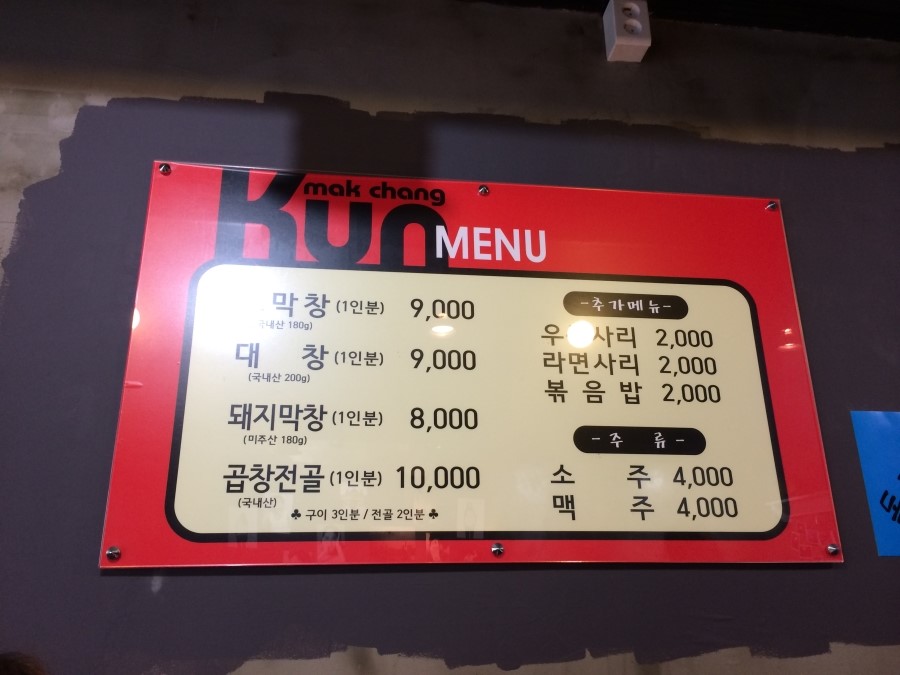 mak chang
Kun MENU
막창 (1인분) 9,000
180g)
대 창 (1인분) 9,000
(국내산 200g)
돼지막창 (1인분) 8,000
(미주산 180g)
곱창전골 (1인분) 10,000
(국내산)
♣ 구이 3인분 / 전골 2인분 ♣
-추가메뉴-
사리 2,000
라면사리 2,000
볶음밥 2,000
-주 류-
소 주 4,000
맥 주 4,000